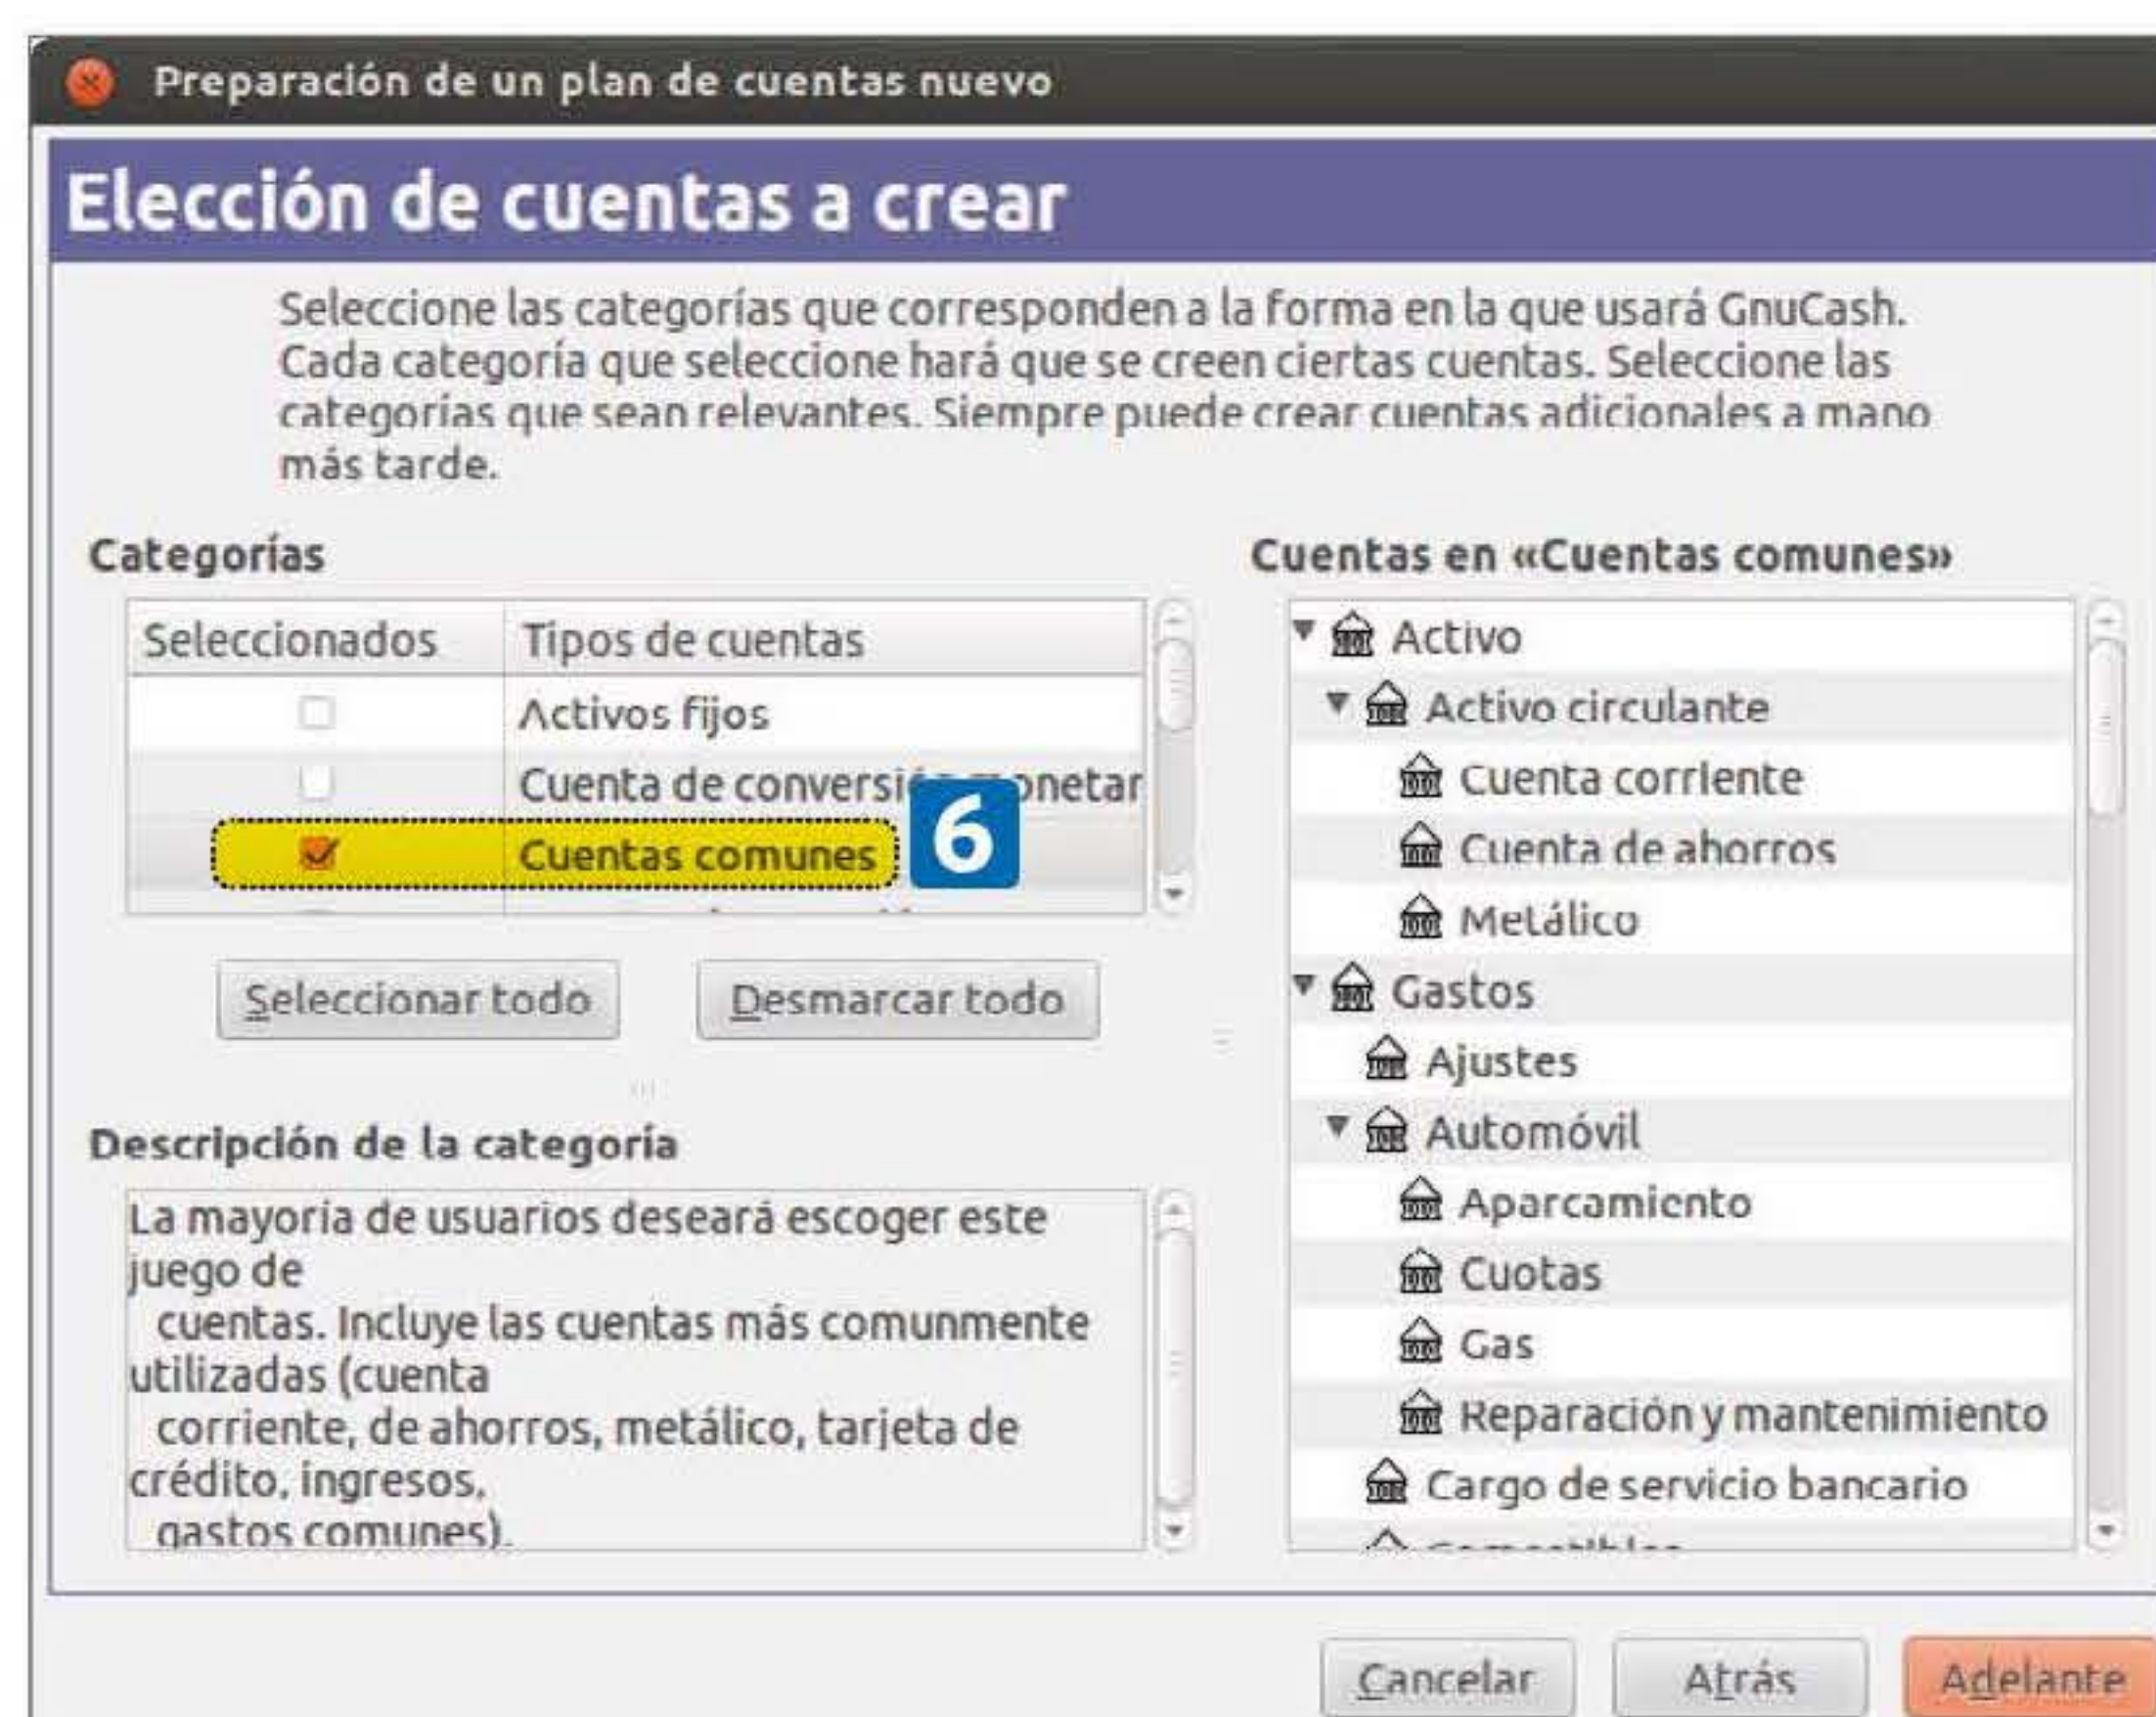 Preparación de un plan de cuentas nuevo
Elección de cuentas a crear
Seleccione las categorías que corresponden a la forma en la que usará GnuCash.
Cada categoría que seleccione hará que se creen ciertas cuentas. Seleccione las
categorías que sean relevantes. Siempre puede crear cuentas adicionales a mano
más tarde.
Categorías
Seleccionados Tipos de cuentas
Activos fijos
Cuenta de
Cuentas comunes
6
Seleccionar todo Desmarcar todo
Descripción de la categoría
La mayoría de usuarios deseará escoger este
juego de
cuentas. Incluye las cuentas más comunmente
utilizadas (cuenta
corriente, de ahorros, metálico, tarjeta de
crédito, ingresos,
gastos comunes).
Cuentas en «Cuentas comunes»
Activo
Activo circulante
Cuenta corriente
Cuenta de ahorros
Metálico
Gastos
Ajustes
Automóvil
Aparcamiento
Cuotas
Gas
Reparación y mantenimiento
Cargo de servicio bancario
Cancelar Atrás Adelante